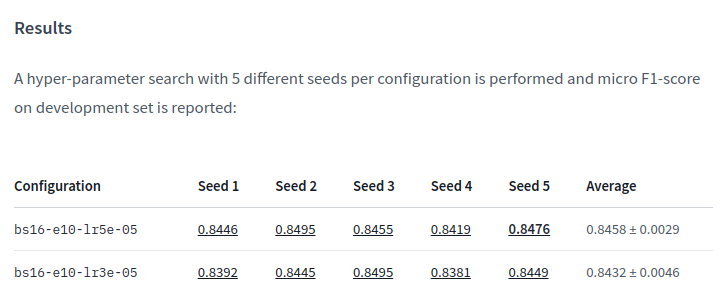 Results
A hyper-parameter search with 5 different seeds per configuration is performed and micro F1-score
on development set is reported:
Configuration Seed 1 Seed 2 Seed 3 Seed 4 Seed 5 Average
bs16-e10-lr5e-05 0.8446 0.8495 0.8455 0.8419 0.8476 0.8458 ± 0.0029
bs16-e10-lr3e-05 0.8392 0.8445 0.8495 0.8381 0.8449 0.8432 ± 0.0046